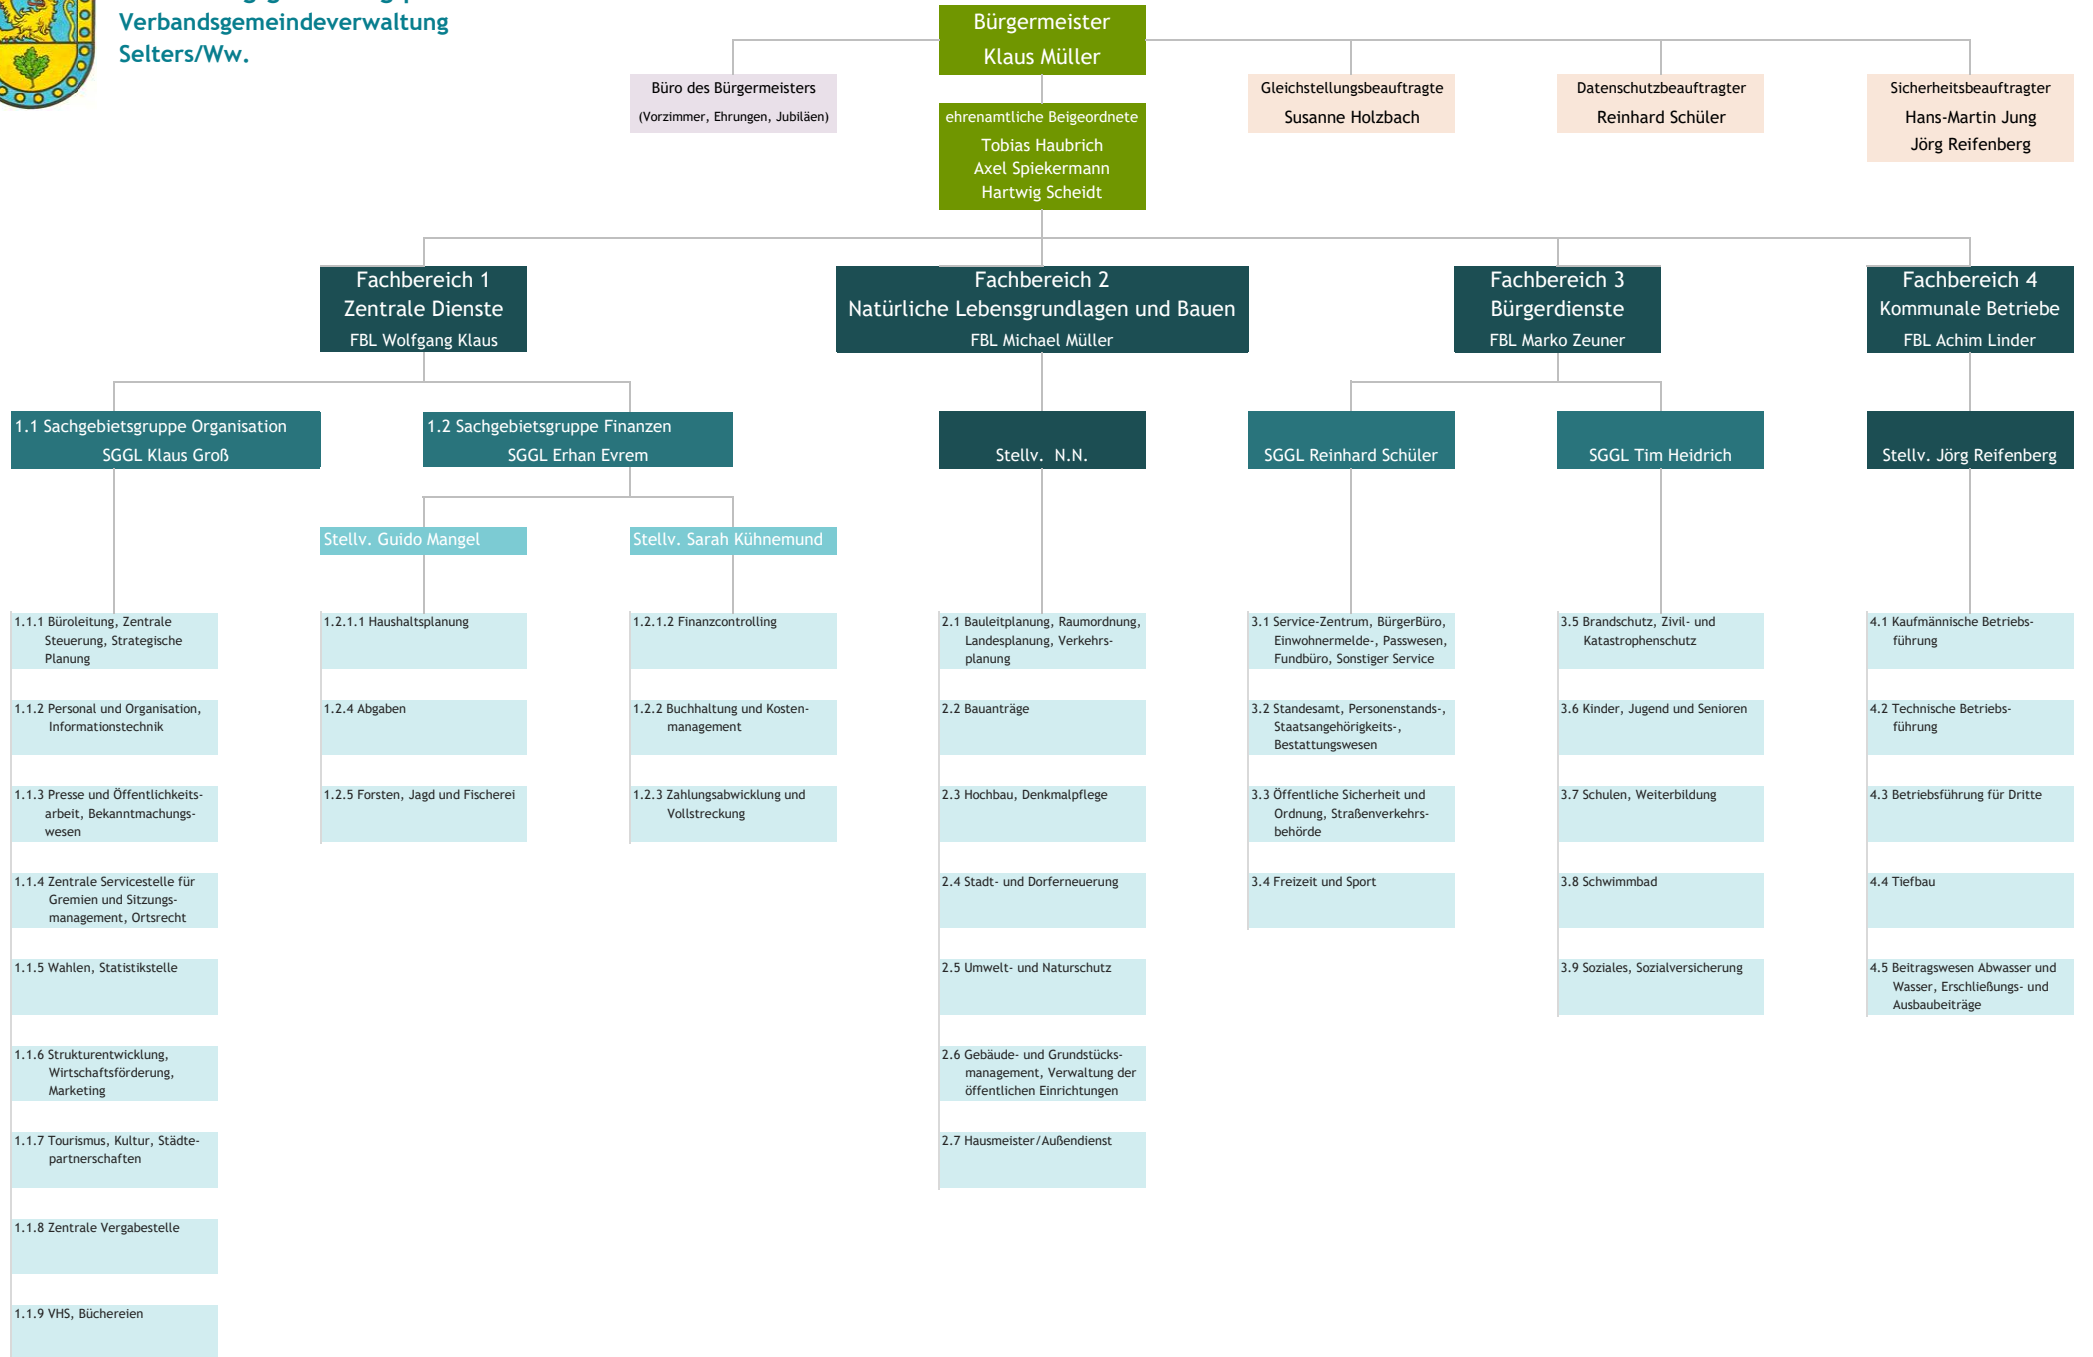 Verbandsgemeindeverwaltung
Selters/Ww.
Bürgermeister
Klaus Müller
Büro des Bürgermeisters
(Vorzimmer, Ehrungen, Jubiläen)
ehrenamtliche Beigeordnete
Tobias Haubrich
Axel Spiekermann
Hartwig Scheidt
Gleichstellungsbeauftragte
Susanne Holzbach
Datenschutzbeauftragter
Reinhard Schüler
Sicherheitsbeauftragter
Hans-Martin Jung
Jörg Reifenberg
Fachbereich 1
Zentrale Dienste
FBL Wolfgang Klaus
Fachbereich 2
Natürliche Lebensgrundlagen und Bauen
FBL Michael Müller
Fachbereich 3
Bürgerdienste
FBL Marko Zeuner
Fachbereich 4
Kommunale Betriebe
FBL Achim Linder
1.1 Sachgebietsgruppe Organisation
SGGL Klaus Groß
1.2 Sachgebietsgruppe Finanzen
SGGL Erhan Evrem
Stellv. N.N.
SGGL Reinhard Schüler
SGGL Tim Heidrich
Stellv. Jörg Reifenberg
Stellv. Guido Mangel
Stellv. Sarah Kühnemund
1.1.1 Büroleitung, Zentrale
Steuerung, Strategische
Planung
1.1.2 Personal und Organisation,
Informationstechnik
1.1.3 Presse und Öffentlichkeits-
arbeit, Bekanntmachungs-
wesen
1.1.4 Zentrale Servicestelle für
Gremien und Sitzungs-
management, Ortsrecht
1.1.5 Wahlen, Statistikstelle
1.1.6 Strukturentwicklung,
Wirtschaftsförderung,
Marketing
1.1.7 Tourismus, Kultur, Städte-
partnerschaften
1.1.8 Zentrale Vergabestelle
1.1.9 VHS, Büchereien
1.2.1.1 Haushaltsplanung
1.2.4 Abgaben
1.2.5 Forsten, Jagd und Fischerei
1.2.1.2 Finanzcontrolling
1.2.2 Buchhaltung und Kosten-
management
1.2.3 Zahlungsabwicklung und
Vollstreckung
2.1 Bauleitplanung, Raumordnung,
Landesplanung, Verkehrs-
planung
2.2 Bauanträge
2.3 Hochbau, Denkmalpflege
2.4 Stadt- und Dorferneuerung
2.5 Umwelt- und Naturschutz
2.6 Gebäude- und Grundstücks-
management, Verwaltung der
öffentlichen Einrichtungen
2.7 Hausmeister/Außendienst
3.1 Service-Zentrum, BürgerBüro,
Einwohnermelde-, Passwesen,
Fundbüro, Sonstiger Service
3.2 Standesamt, Personenstands-,
Staatsangehörigkeits-,
Bestattungswesen
3.3 Öffentliche Sicherheit und
Ordnung, Straßenverkehrs-
behörde
3.4 Freizeit und Sport
3.5 Brandschutz, Zivil- und
Katastrophenschutz
3.6 Kinder, Jugend und Senioren
3.7 Schulen, Weiterbildung
3.8 Schwimmbad
3.9 Soziales, Sozialversicherung
4.1 Kaufmännische Betriebs-
führung
4.2 Technische Betriebs-
führung
4.3 Betriebsführung für Dritte
4.4 Tiefbau
4.5 Beitragswesen Abwasser und
Wasser, Erschließungs- und
Ausbaubeiträge